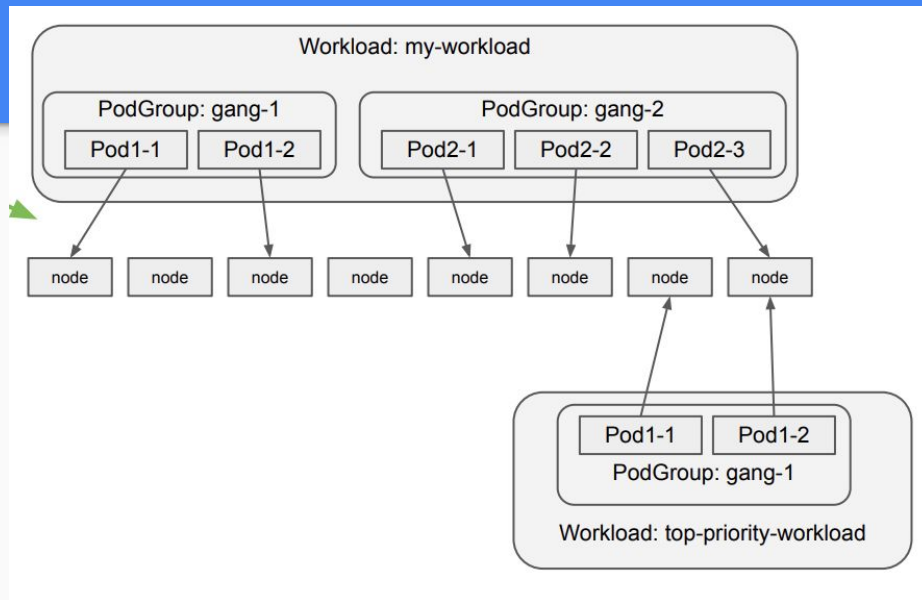 Workload: my-workload
PodGroup: gang-1
PodGroup: gang-2
Pod1-1
Pod1-2
Pod2-1
Pod2-2
Pod2-3
node
node
node
node
node
node
node
node
Pod1-1
Pod1-2
PodGroup: gang-1
Workload: top-priority-workload